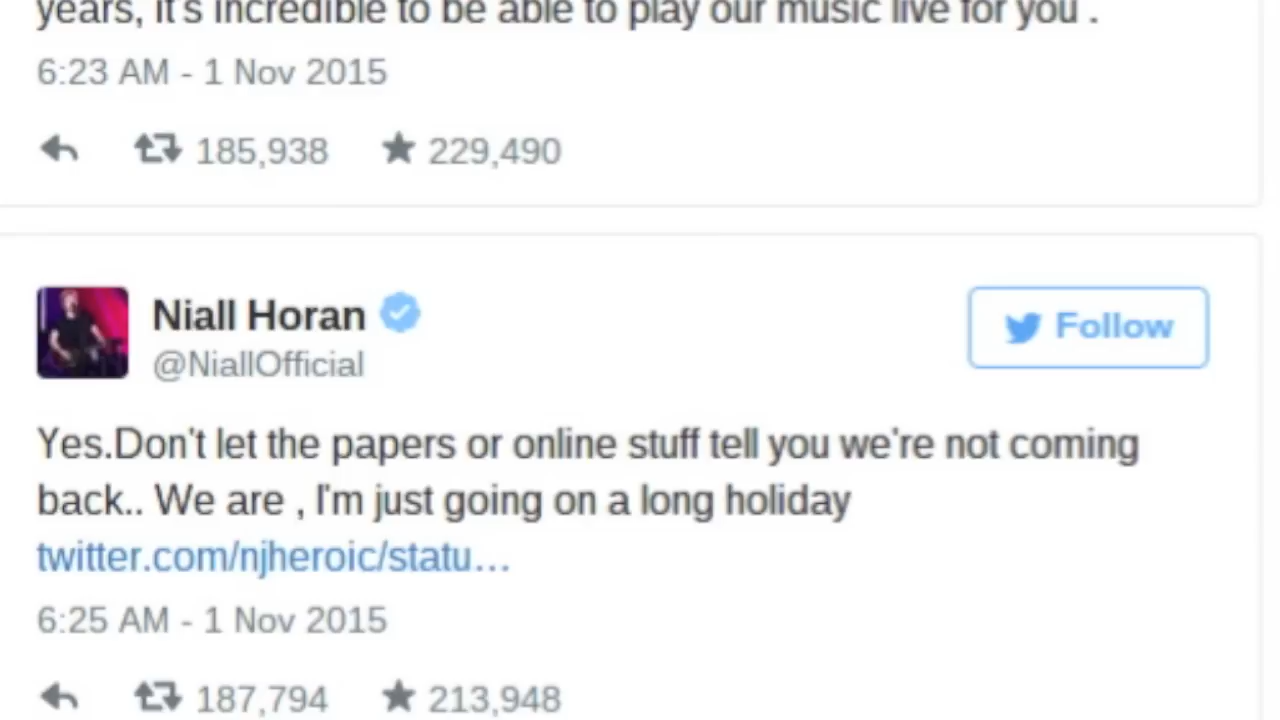 years, it's incredible to be able to play our music live for you .
6:23 AM - 1 Nov 2015
185,938 229,490
Niall Horan
@NiallOfficial
Follow
Yes.Don't let the papers or online stuff tell you we're not coming
back.. We are , I'm just going on a long holiday
twitter.com/njheroic/statu…
6:25 AM - 1 Nov 2015
187,794 213,948